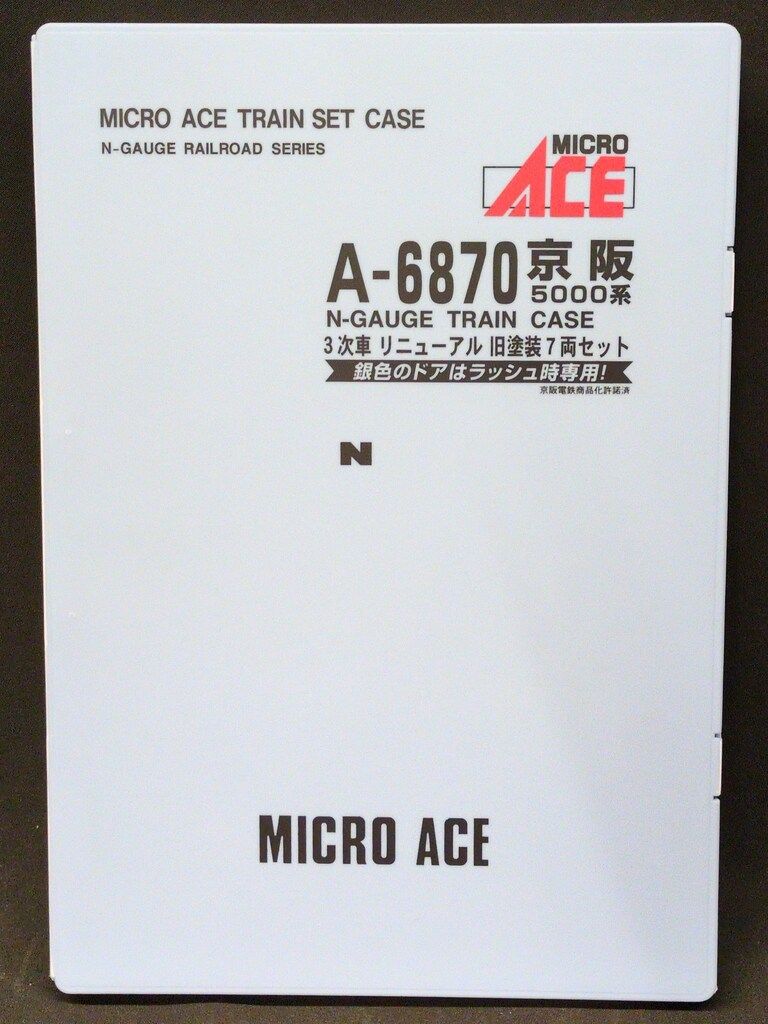 MICRO ACE TRAIN SET CASE
N-GAUGE RAILROAD SERIES
MICRO
ACE
A-6870 京阪
5000系
N-GAUGE TRAIN CASE
3次車 リニューアル 旧塗装7両セット
銀色のドアはラッシュ時専用!
京阪電鉄商品化許諾済
N
MICRO ACE